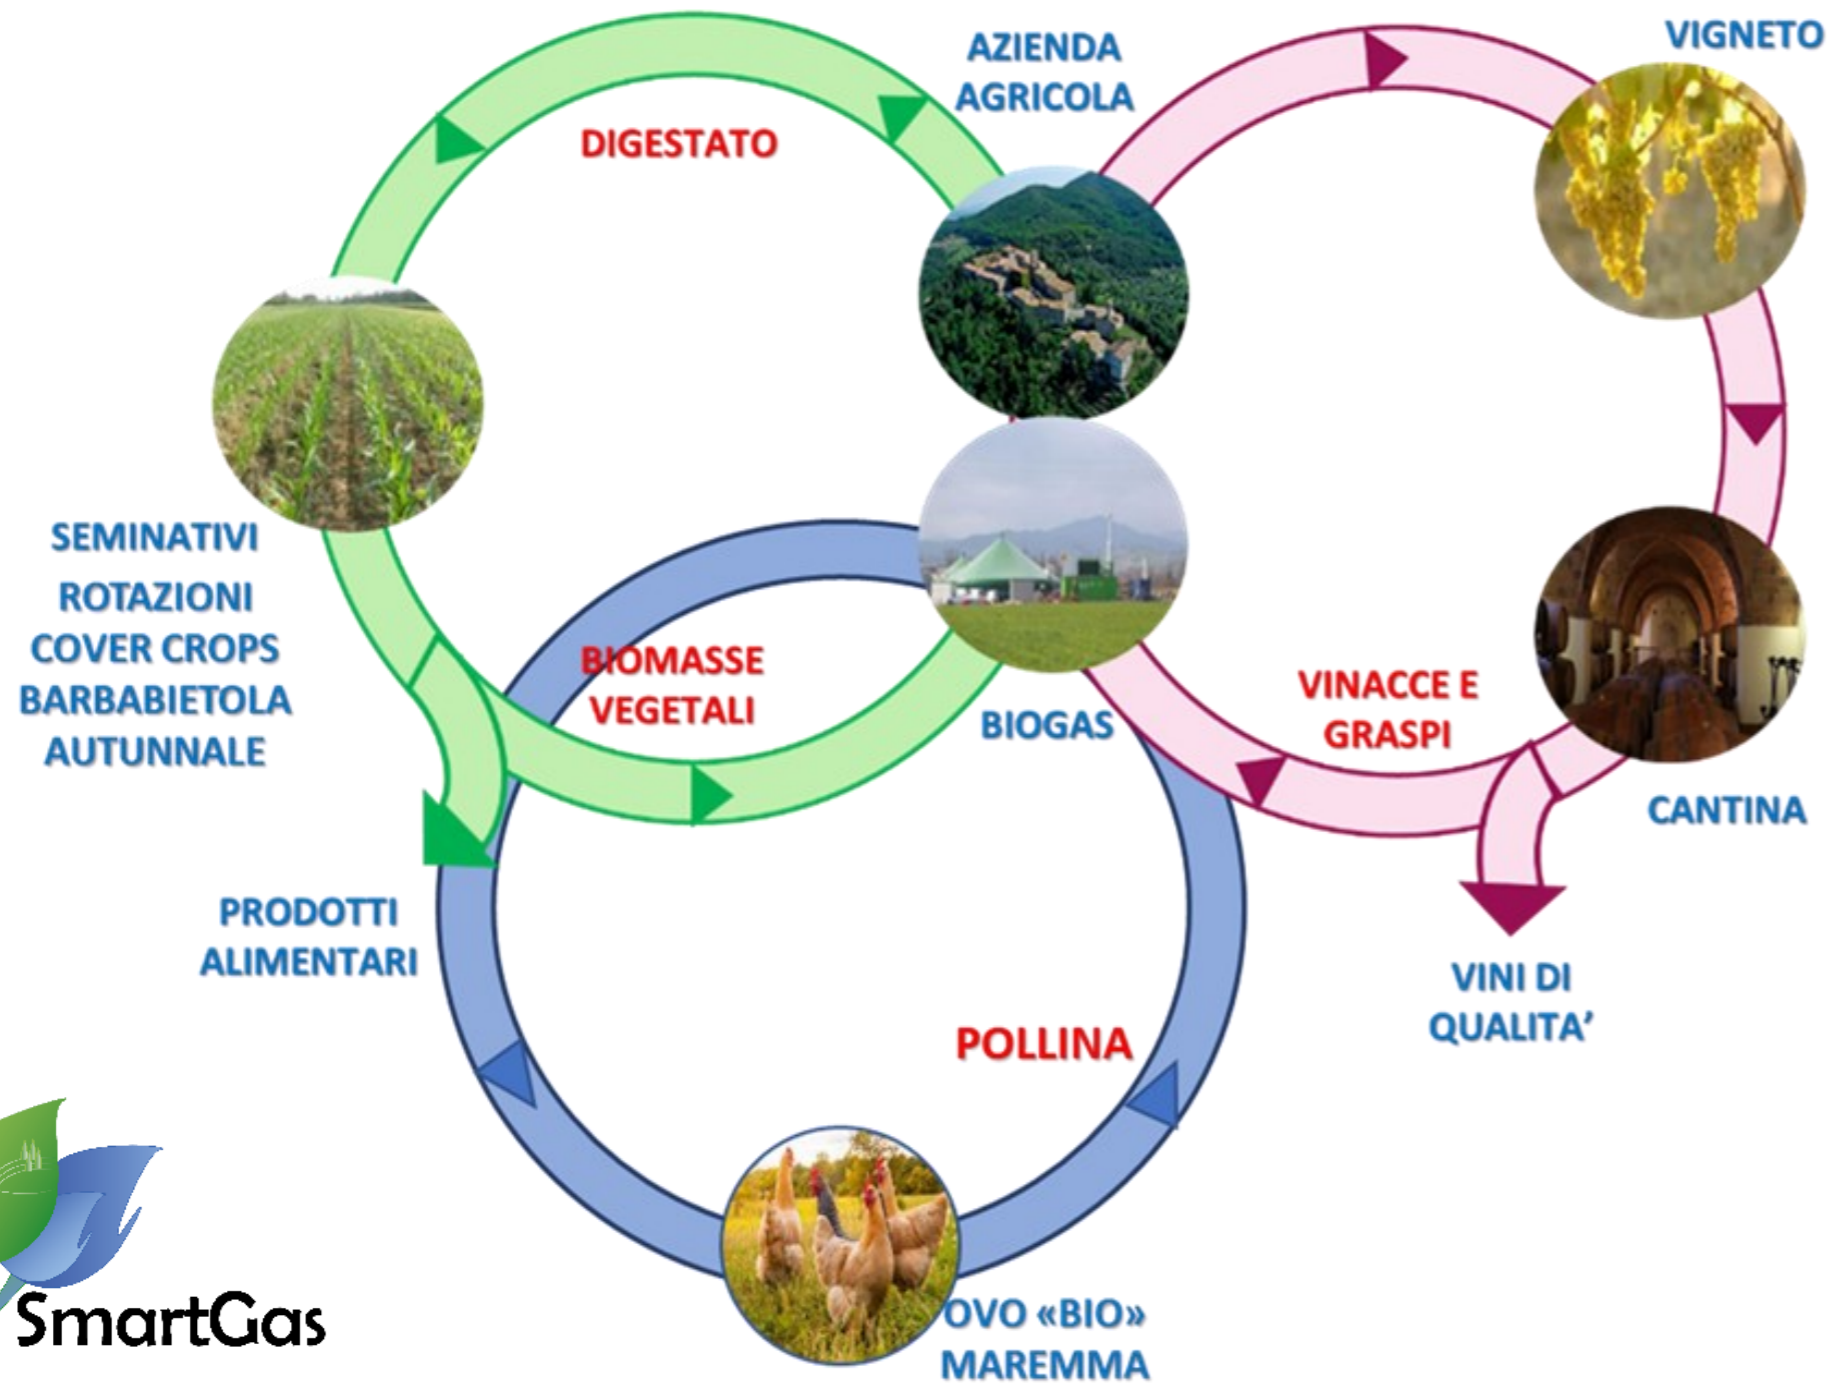 AZIENDA
AGRICOLA
VIGNETO
DIGESTATO
SEMINATIVI
ROTAZIONI
COVER CROPS
BARBABIETOLA
AUTUNNALE
BIOMASSE
VEGETALI
BIOGAS
VINACCE E
GRASPI
CANTINA
PRODOTTI
ALIMENTARI
VINI DI
QUALITA’
POLLINA
OVO «BIO»
MAREMMA
SmartGas